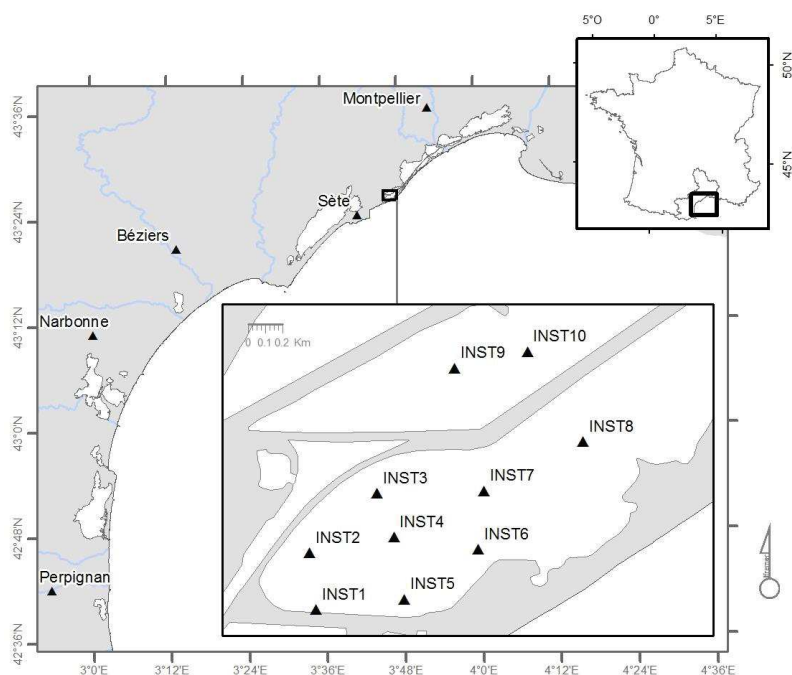 5°O 0° 5°E
50°N
45°N
43°36'N
43°24'N
43°12'N
43°0'N
42°48'N
42°36'N
Montpellier
Sète
Béziers
Narbonne
Perpignan
0 0.1 0.2 Km
INST9
INST10
INST8
INST3
INST7
INST4
INST2
INST6
INST1
INST5
Ifremer
3°0'E 3°12'E 3°24'E 3°36'E 3°48'E 4°0'E 4°12'E 4°24'E 4°36'E